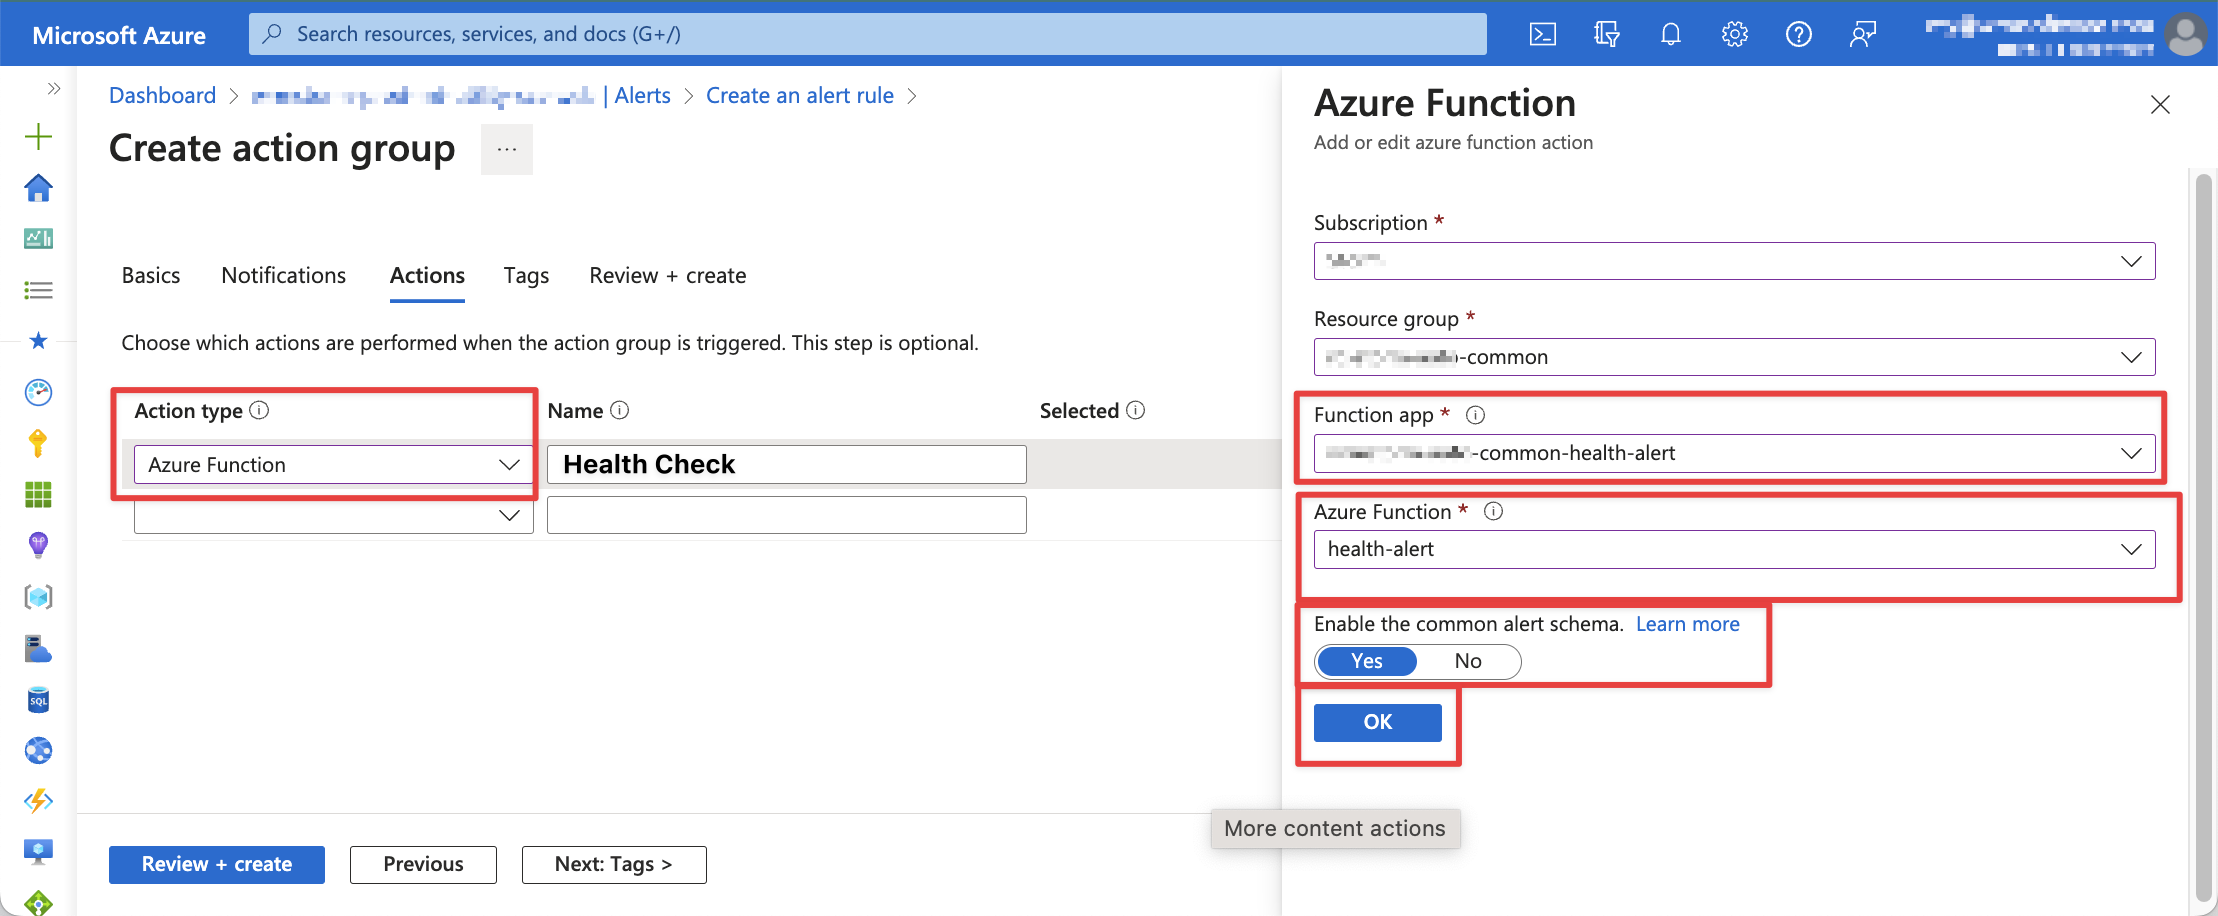 Microsoft Azure
Search resources, services, and docs (G+/)
Dashboard > | Alerts > Create an alert rule >
Create action group
...
Basics Notifications Actions Tags Review + create
Choose which actions are performed when the action group is triggered. This step is optional.
Action type Name Selected
Azure Function Health Check
SQL
Review + create Previous Next: Tags >
Azure Function
Add or edit azure function action
Subscription *
Resource group *
-common
Function app *
-common-health-alert
Azure Function *
health-alert
Enable the common alert schema. Learn more
Yes No
OK
More content actions